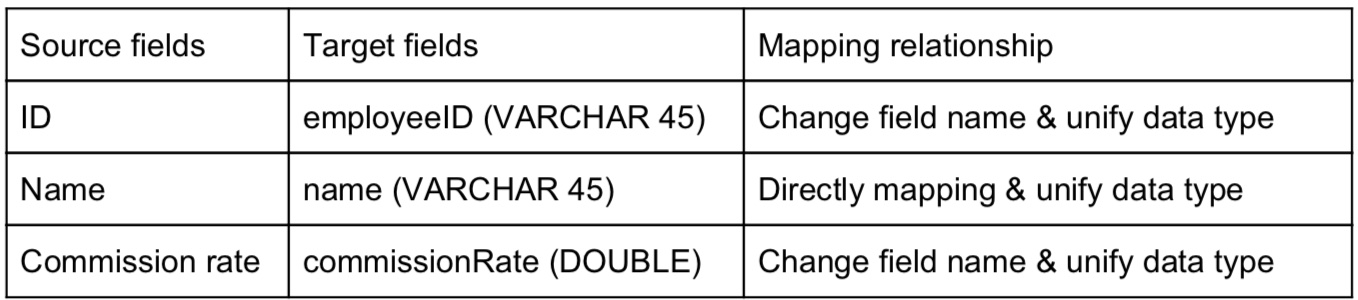 Source fields Target fields Mapping relationship
ID employeeID (VARCHAR 45) Change field name & unify data type
Name name (VARCHAR 45) Directly mapping & unify data type
Commission rate commissionRate (DOUBLE) Change field name & unify data type